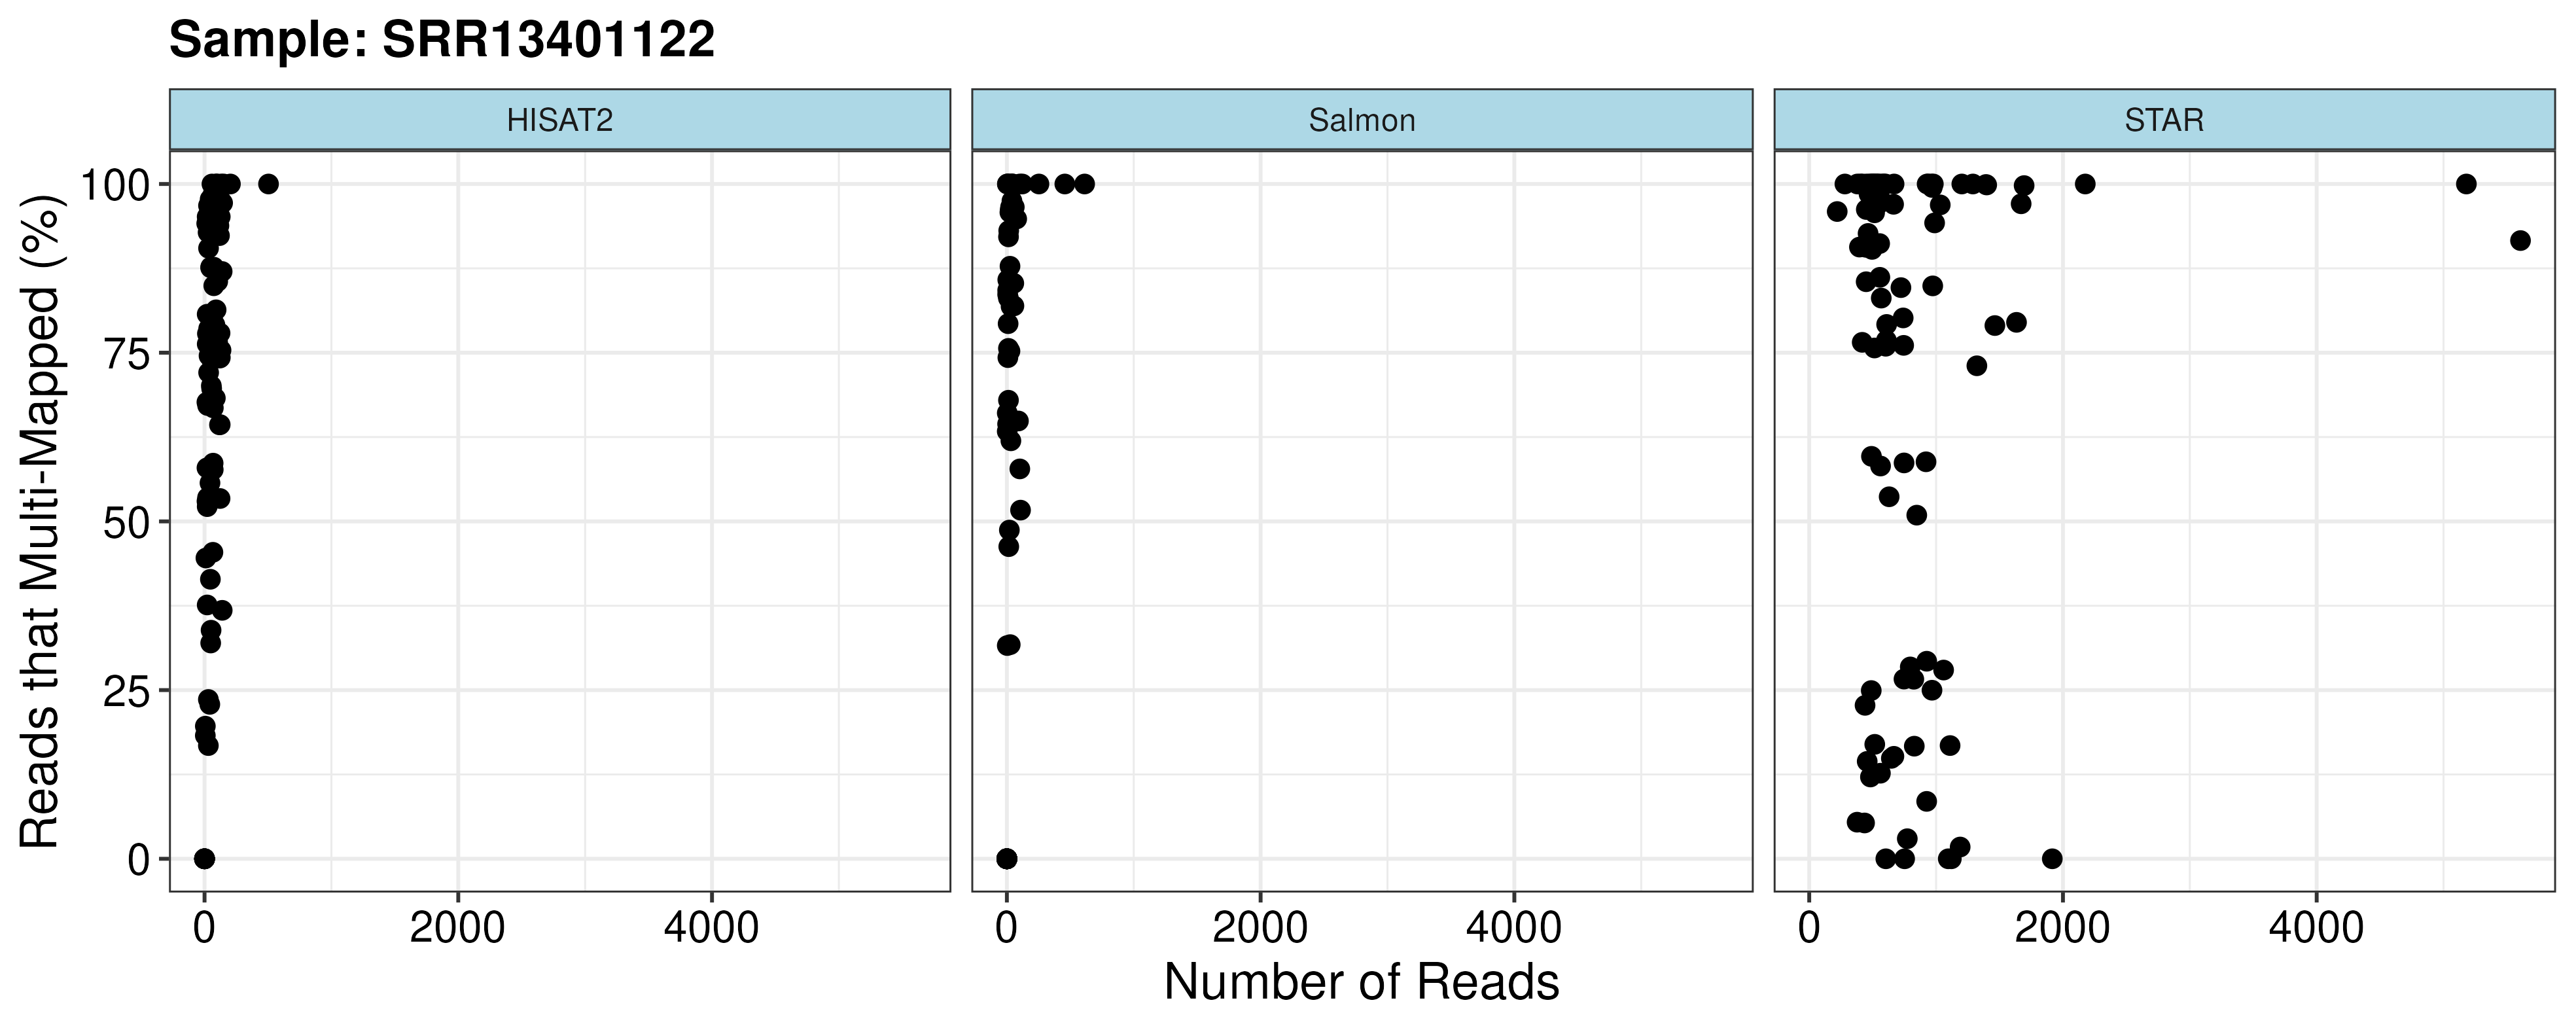 Sample: SRR13401122
HISAT2
Salmon
STAR
Reads that Multi-Mapped (%)
100
75
50
25
0
0 2000 4000
0 2000 4000
0 2000 4000
Number of Reads